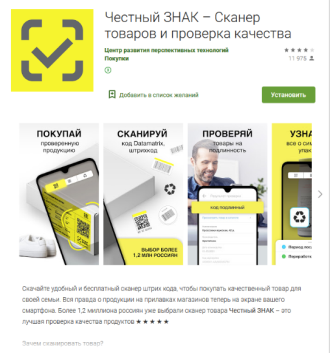 Честный ЗНАК – Сканер
товаров и проверка качества
Центр развития перспективных технологий
Покупки
11 975
Добавить в список желаний
Установить
ПОКУПАЙ
проверенную
продукцию
СКАНИРУЙ
код Datamatrix,
штрихкод
ВЫБОР БОЛЕЕ
1,2 МЛН РОССИЯН
ПРОВЕРЯЙ
товары на
подлинность
КОД ПОДЛИННЫЙ
УЗНА
все о
упак
Скачайте удобный и бесплатный сканер штрих кода, чтобы покупать качественный товар для
своей семьи. Вся правда о продукции на прилавках магазинов теперь на экране вашего
смартфона. Более 1,2 миллиона россиян уже выбрали сканер товара Честный ЗНАК – это
лучшая проверка качества продуктов ★★★★★
Зачем сканировать товар?